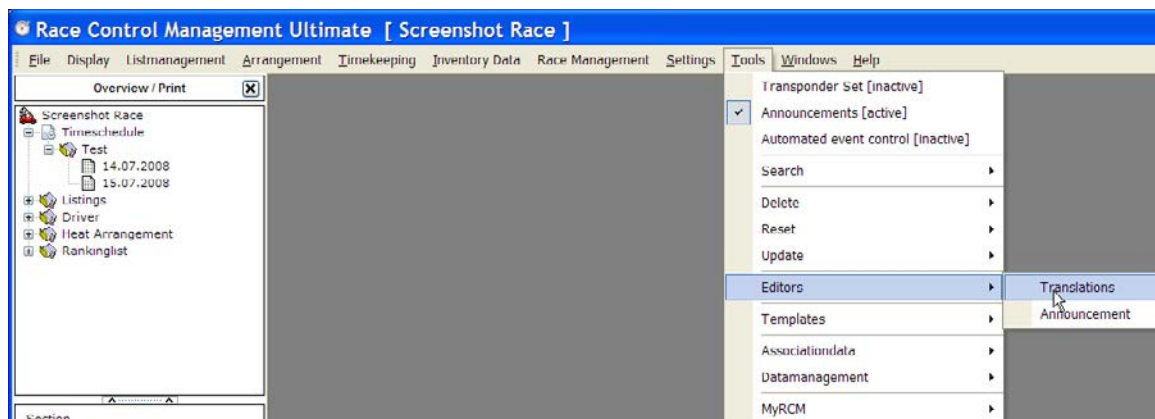 Race Control Management Ultimate [ Screenshot Race ]
File Display Listmanagement Arrangement Timekeeping Inventory Data Race Management Settings Tools Windows Help
Overview / Print
Screenshot Race
Timeschedule
Test
14.07.2008
15.07.2008
Listings
Driver
Heat Arrangement
Rankinglist
Section
Transponder Set [inactive]
Announcements [active]
Automated event control [inactive]
Search
Delete
Reset
Update
Editors
Templates
Associationdata
Datamanagement
MyRCM
Translations
Announcement